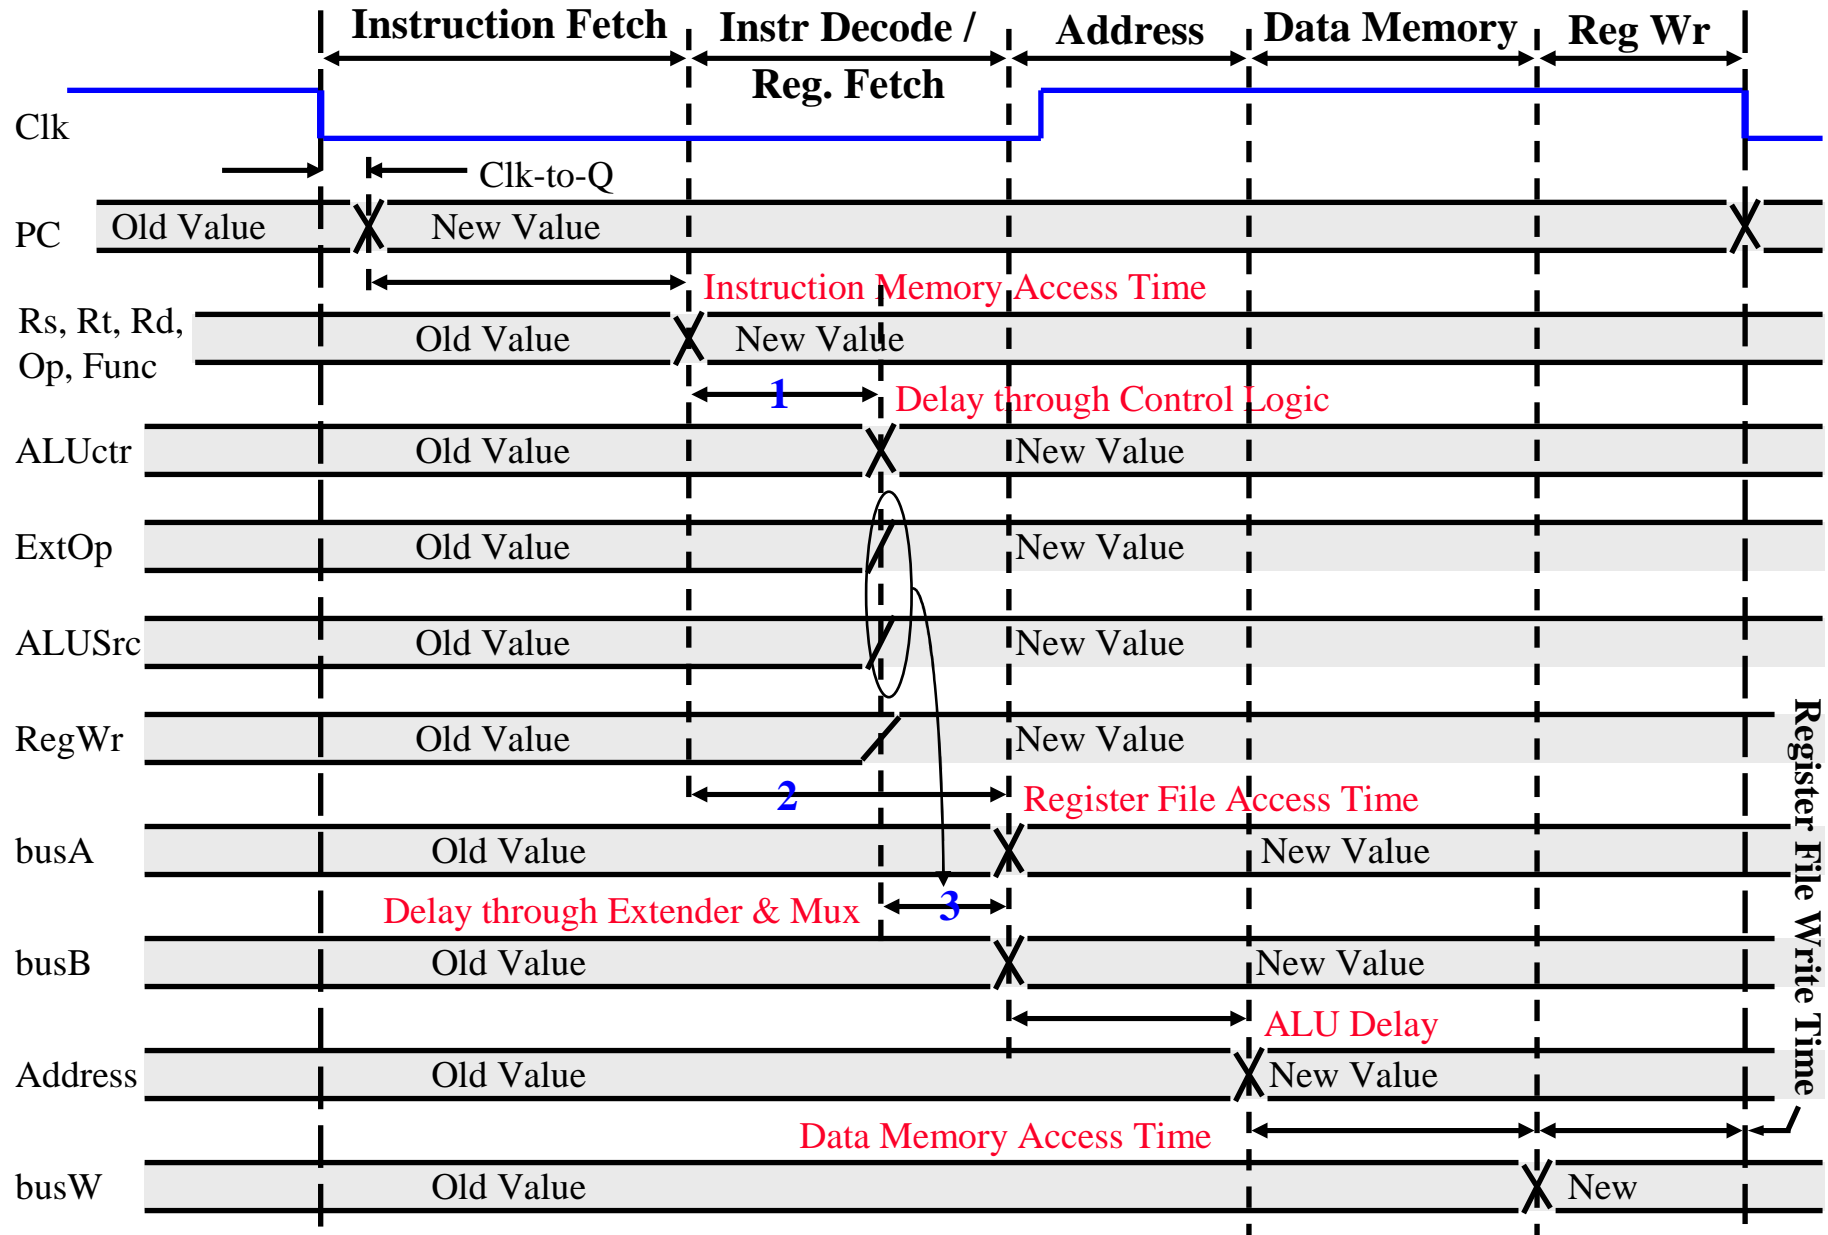 Instruction Fetch
Instr Decode /
Reg. Fetch
Address
Data Memory
Reg Wr
Clk
Clk-to-Q
PC
Old Value
New Value
Instruction Memory Access Time
Rs, Rt, Rd,
Op, Func
Old Value
New Value
1
Delay through Control Logic
ALUctr
Old Value
New Value
ExtOp
Old Value
New Value
ALUSrc
Old Value
New Value
RegWr
Old Value
New Value
2
Register File Access Time
busA
Old Value
New Value
Delay through Extender & Mux
3
busB
Old Value
New Value
ALU Delay
Address
Old Value
New Value
Data Memory Access Time
busW
Old Value
New
Register File Write Time